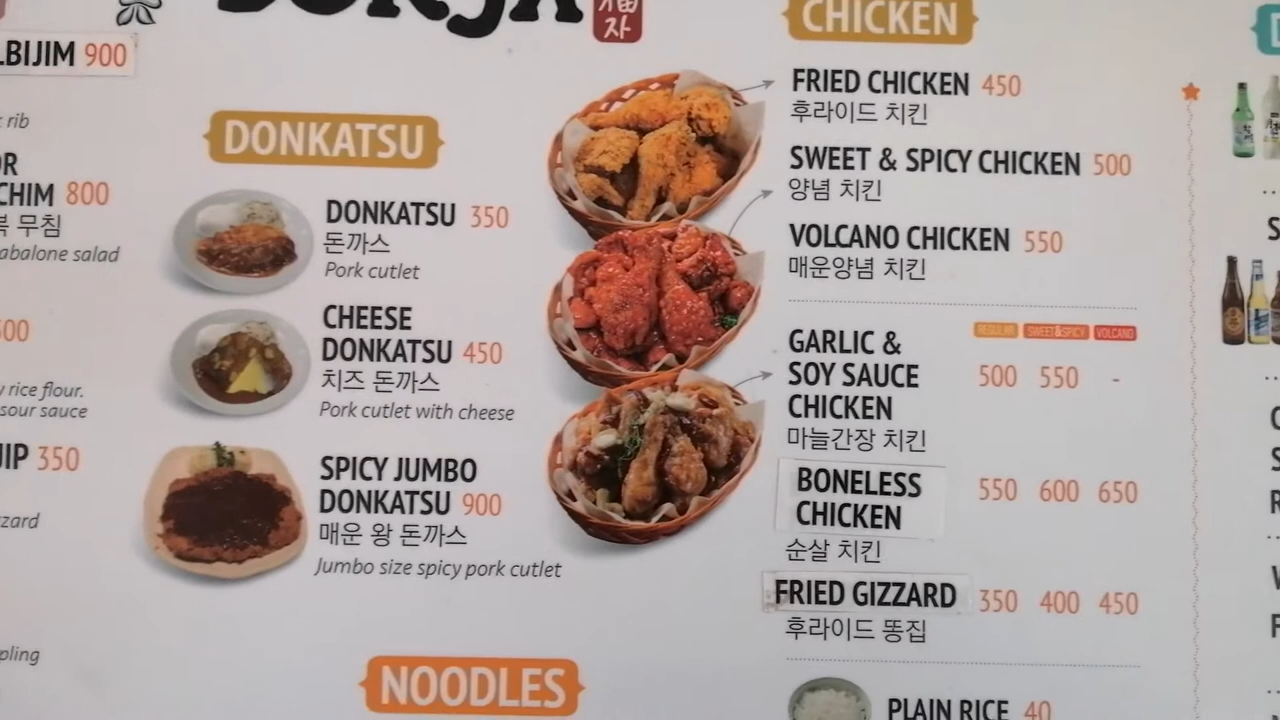 LBIJIM 900
rib
OR
CHIM 800
무침
abalone salad
rice flour.
sour sauce
JIP 350
zzard
pling
자
DONKATSU
DONKATSU 350
돈까스
Pork cutlet
CHEESE
DONKATSU 450
치즈 돈까스
Pork cutlet with cheese
SPICY JUMBO
DONKATSU 900
매운 왕 돈까스
Jumbo size spicy pork cutlet
NOODLES
CHICKEN
FRIED CHICKEN 450
후라이드 치킨
SWEET & SPICY CHICKEN 500
양념 치킨
VOLCANO CHICKEN 550
매운양념 치킨
REGULAR SWEET&SPICY VOLCANO
GARLIC &
SOY SAUCE 500 550 -
CHICKEN
마늘간장 치킨
BONELESS 550 600 650
CHICKEN
순살 치킨
FRIED GIZZARD 350 400 450
후라이드 똥집
PLAIN RICE 40